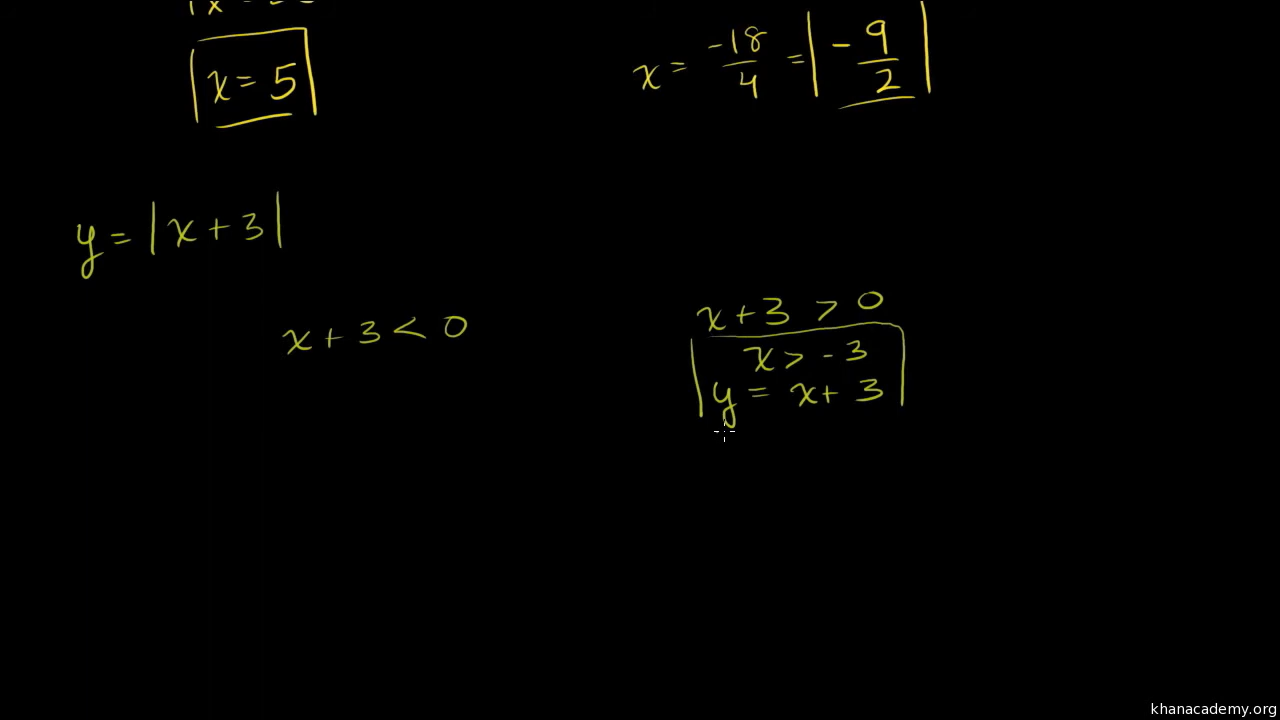 x = 5
x = -18/4 = |-9/2|
y = |x + 3|
x + 3 < 0
x + 3 > 0
x > -3
y = x + 3
khanacademy.org